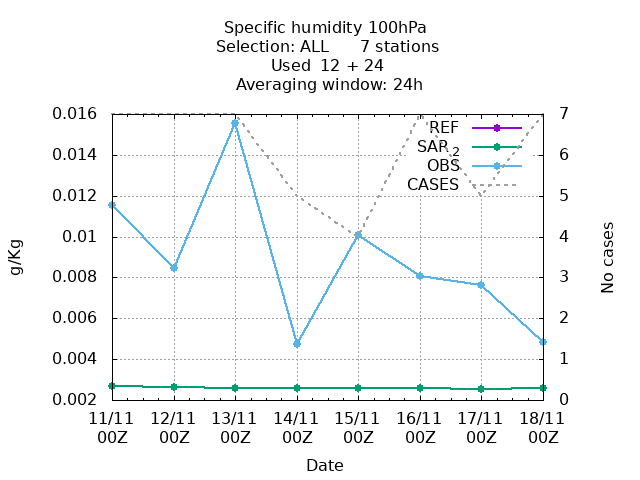 Specific humidity 100hPa
Selection: ALL 7 stations
Used 12 + 24
Averaging window: 24h
0.016
0.014
0.012
0.01
0.008
0.006
0.004
0.002
g/Kg
7
6
5
4
3
2
1
0
No cases
REF
SAR 2
OBS
CASES
11/11 12/11 13/11 14/11 15/11 16/11 17/11 18/11
00Z 00Z 00Z 00Z 00Z 00Z 00Z 00Z
Date